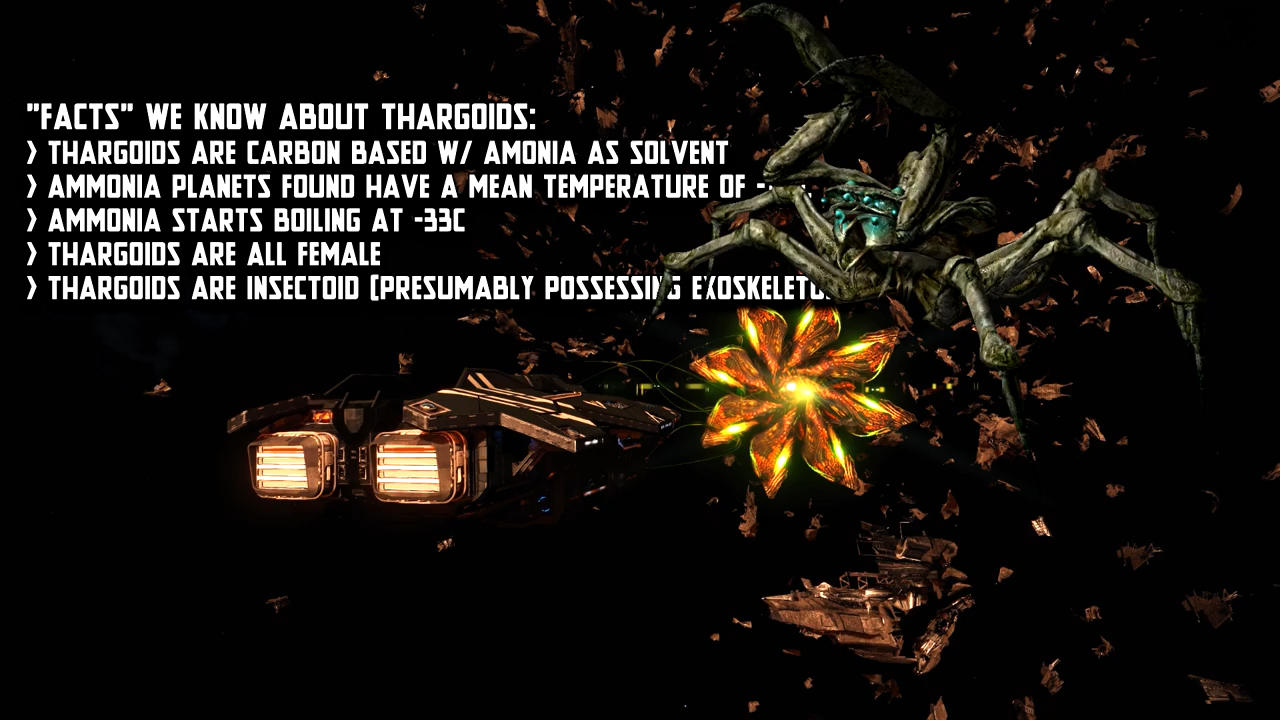 "FACTS" WE KNOW ABOUT THARGOIDS:
> THARGOIDS ARE CARBON BASED W/ AMONIA AS SOLVENT
> AMMONIA PLANETS FOUND HAVE A MEAN TEMPERATURE OF
> AMMONIA STARTS BOILING AT -33C
> THARGOIDS ARE ALL FEMALE
> THARGOIDS ARE INSECTOID (PRESUMABLY POSSESSING